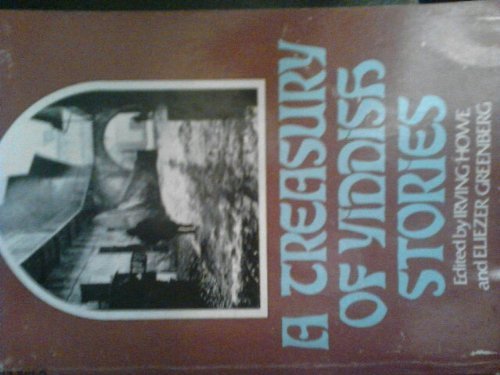 A TREASURY
OF YIDDISH
STORIES
Edited by IRVING HOWE
and ELIEZER GREENBERG